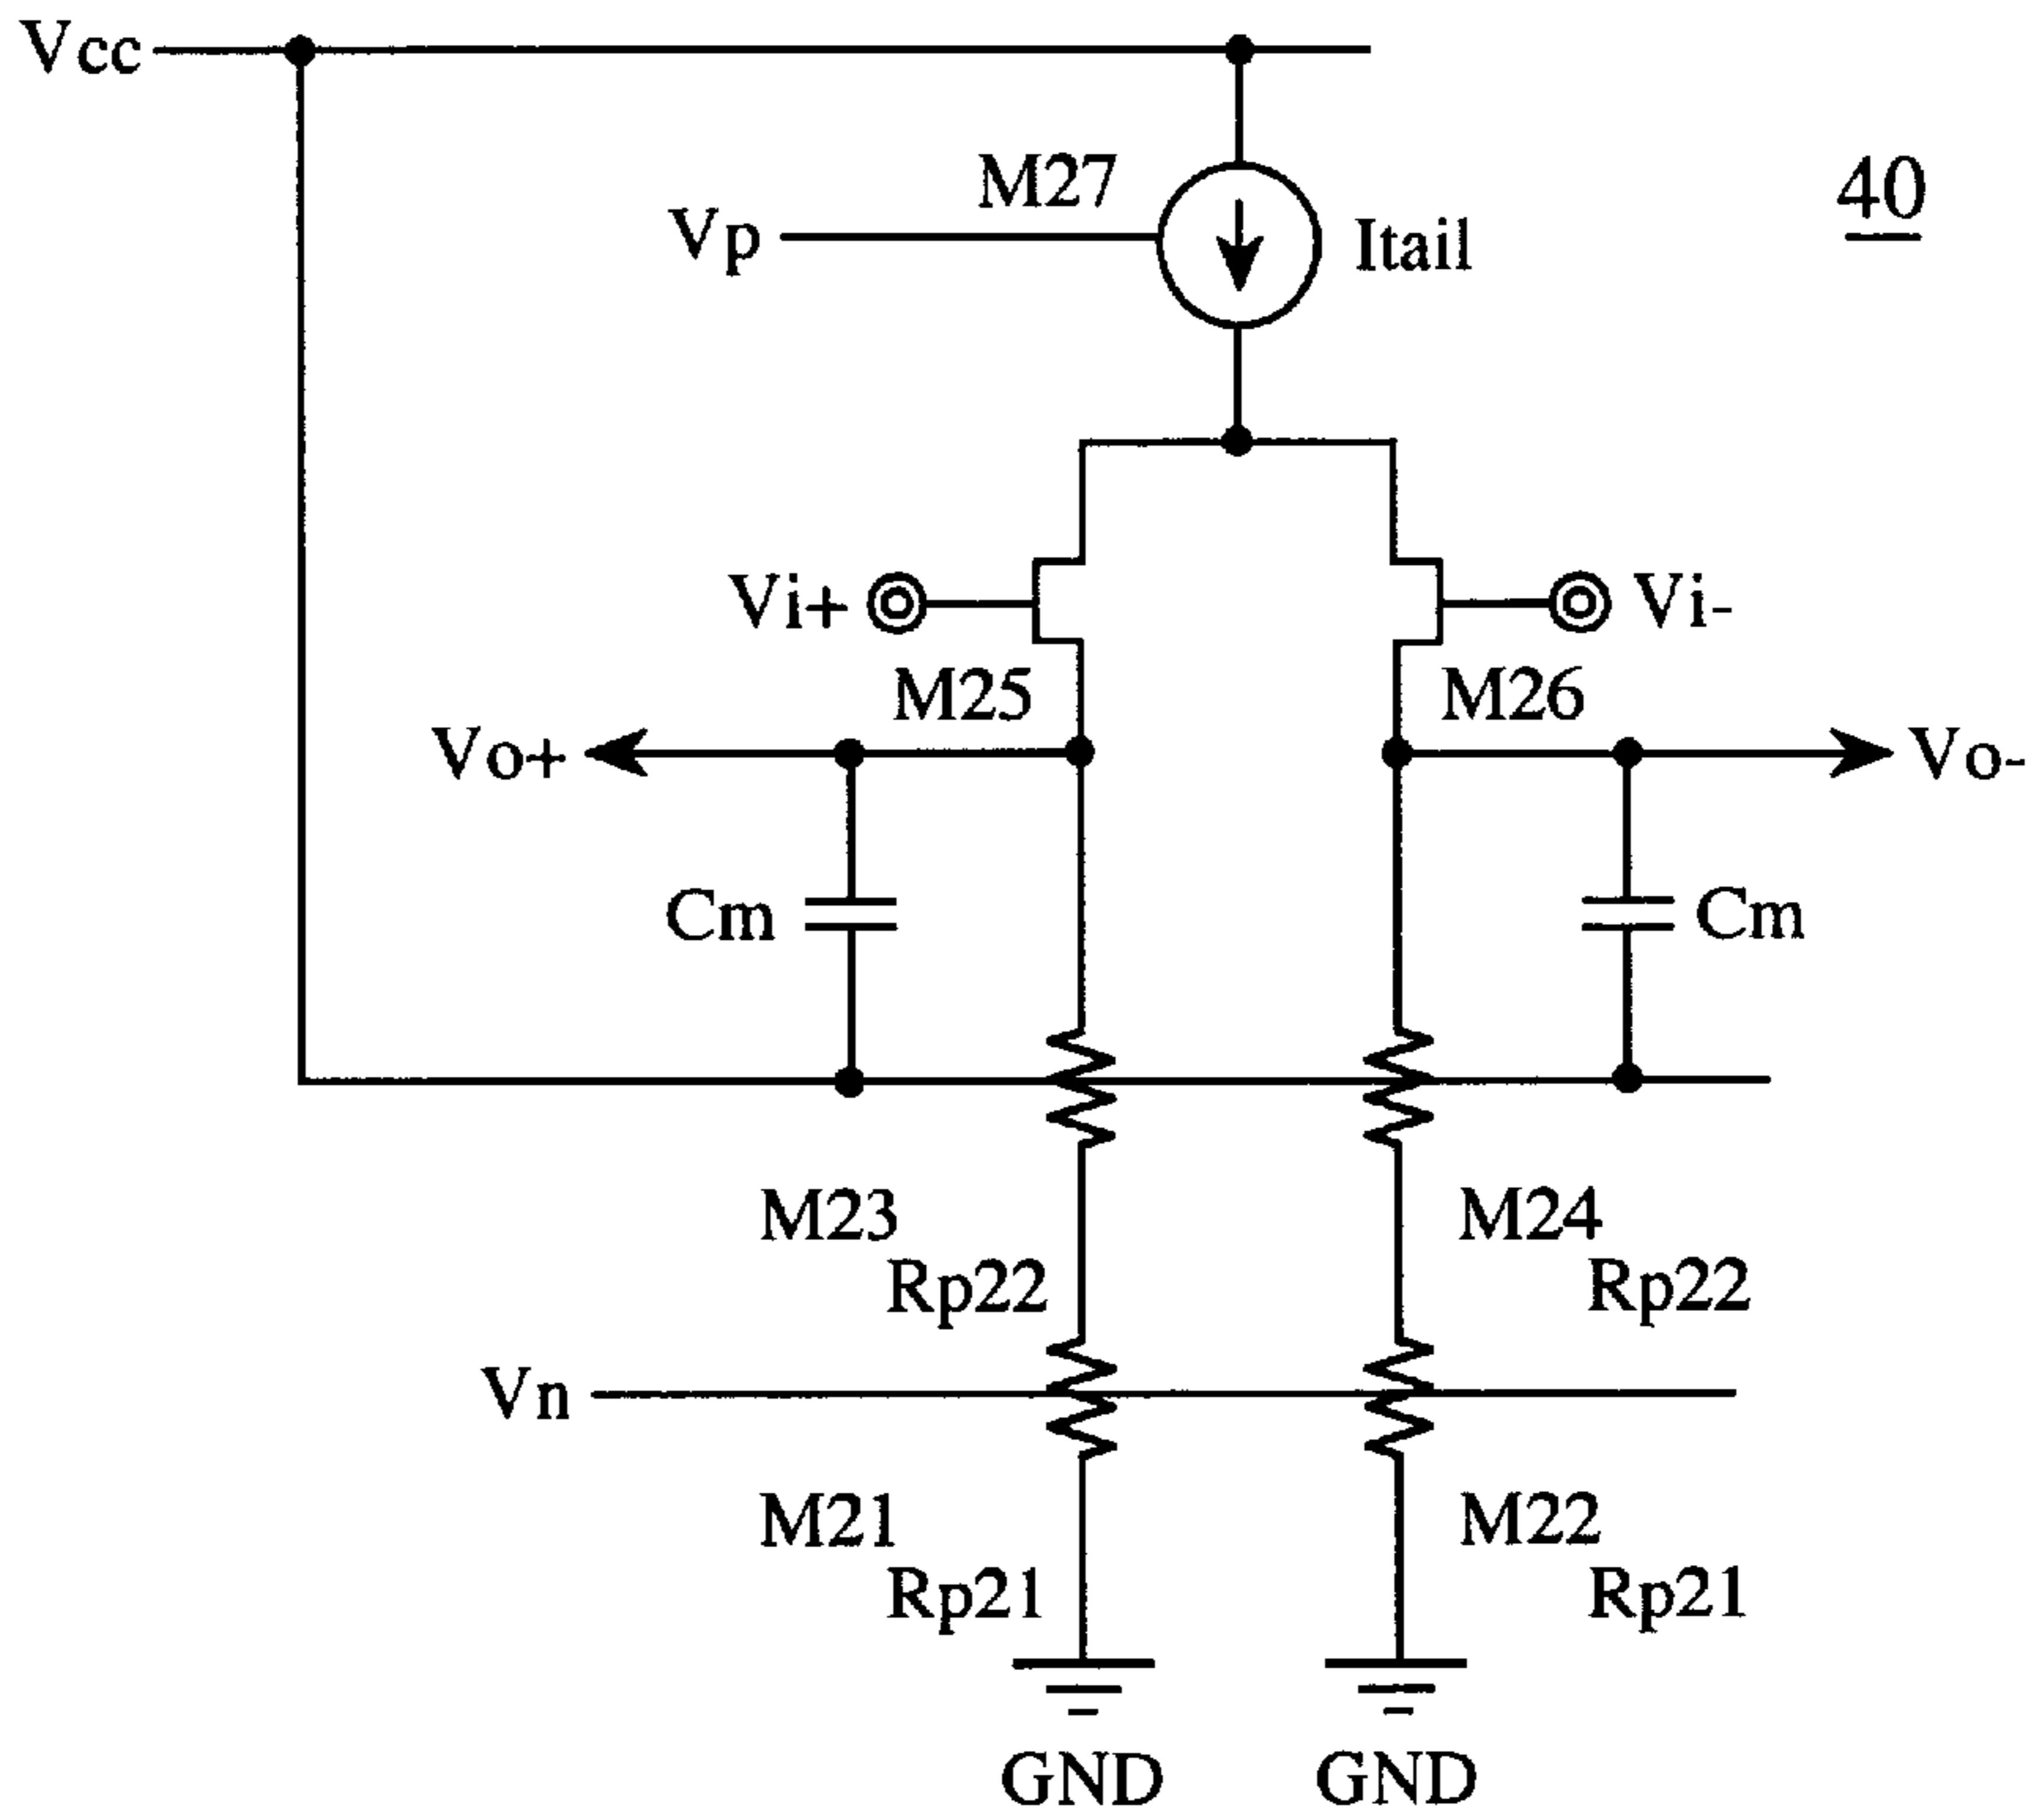 Vcc
M27
Vp
Itail
40
Vi+
Vi-
M25
M26
Vo+
Vo-
Cm
Cm
M23
Rp22
M24
Rp22
Vn
M21
Rp21
M22
Rp21
GND
GND